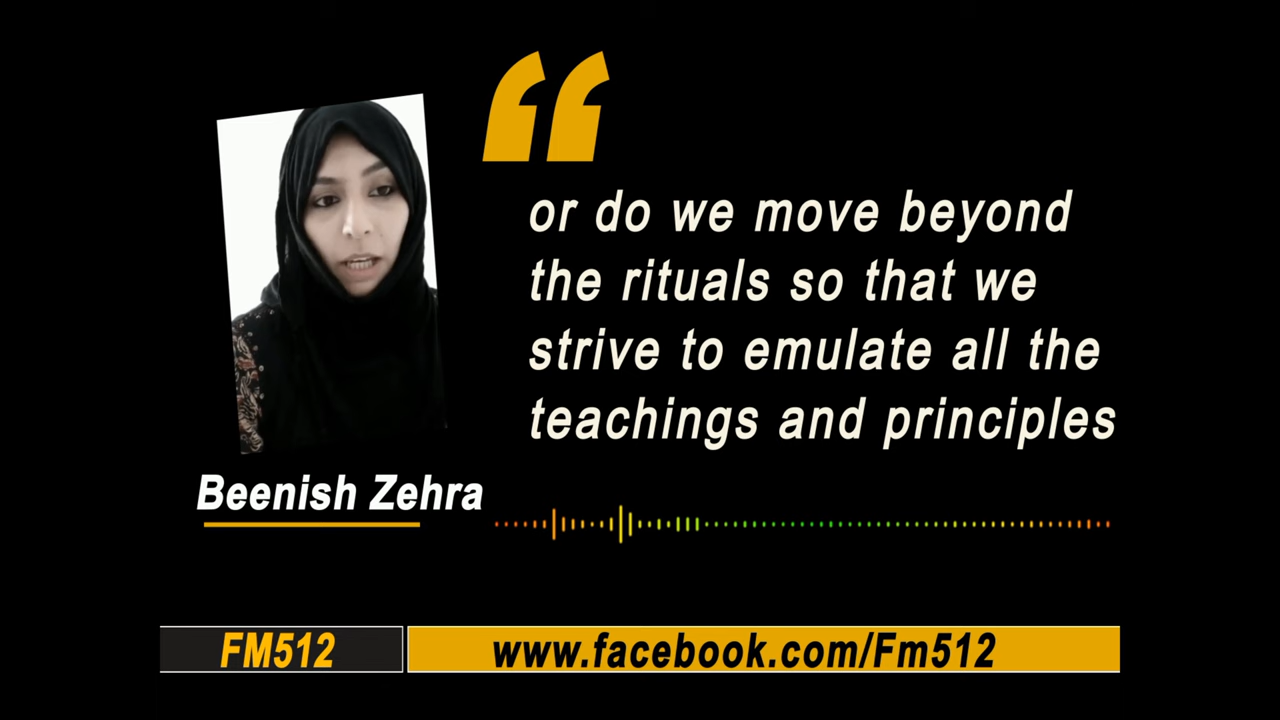 or do we move beyond
the rituals so that we
strive to emulate all the
teachings and principles
Beenish Zehra
FM512
www.facebook.com/Fm512